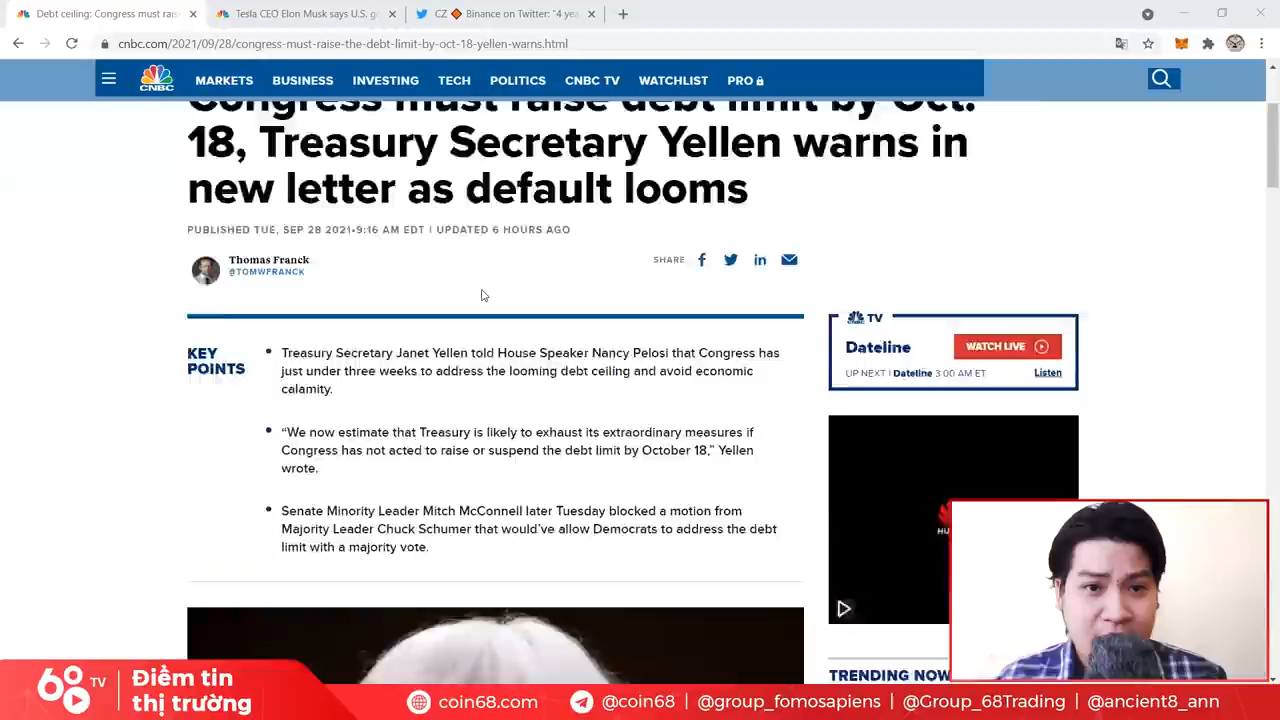 Debt ceiling: Congress must rais
Tesla CEO Elon Musk says U.S. g
CZ 🔶 Binance on Twitter: "4 yea
cnbc.com/2021/09/28/congress-must-raise-the-debt-limit-by-oct-18-yellen-warns.html
CNBC MARKETS BUSINESS INVESTING TECH POLITICS CNBC TV WATCHLIST PRO
Congress must raise debt limit by Oct.
18, Treasury Secretary Yellen warns in
new letter as default looms
PUBLISHED TUE, SEP 28 2021•9:16 AM EDT | UPDATED 6 HOURS AGO
Thomas Franck
@TOMWFRANCK
SHARE
KEY
POINTS
Treasury Secretary Janet Yellen told House Speaker Nancy Pelosi that Congress has
just under three weeks to address the looming debt ceiling and avoid economic
calamity.
“We now estimate that Treasury is likely to exhaust its extraordinary measures if
Congress has not acted to raise or suspend the debt limit by October 18,” Yellen
wrote.
Senate Minority Leader Mitch McConnell later Tuesday blocked a motion from
Majority Leader Chuck Schumer that would’ve allow Democrats to address the debt
limit with a majority vote.
TV
Dateline
WATCH LIVE
UP NEXT | Dateline 3:00 AM ET
Listen
HU
TRENDING NOW
68 TV
Điểm tin
thị trường
coin68.com
@coin68 | @group_fomosapiens | @Group_68Trading | @ancient8_ann